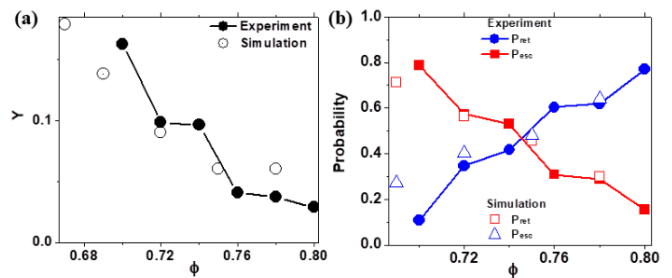 (a)
Experiment
Simulation
Y
0.1
0.0
0.68 0.72 0.76 0.80
ϕ
(b)
Experiment
Pret
Pesc
Probability
1.0
0.8
0.6
0.4
0.2
0.0
Simulation
Pret
Pesc
0.72 0.76 0.80
ϕ